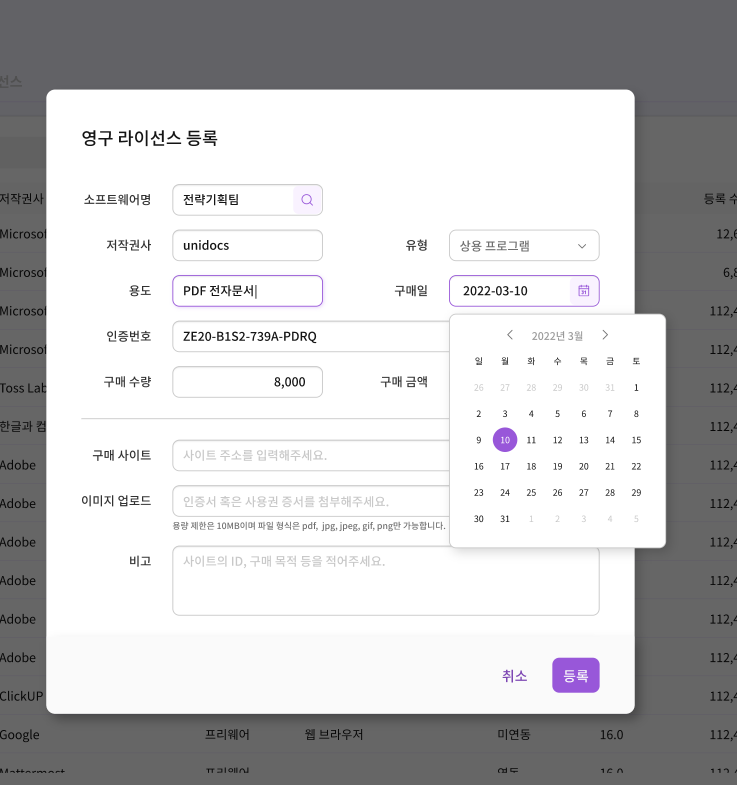 선스
저작권사
등록 수
Microsof
12,6
Microsof
6,8
Microsof
112,4
Microsof
112,4
Toss Lab
112,4
한글과 컴
112,4
Adobe
112,4
Adobe
112,4
Adobe
112,4
Adobe
112,4
Adobe
112,4
Adobe
112,4
ClickUP
112,4
Google
프리웨어
웹 브라우저
미연동
16.0
112,4
Mattermost
프리웨어
연동
16.0
112,4
영구 라이선스 등록
소프트웨어명
전략기획팀
저작권사
unidocs
유형
상용 프로그램
용도
PDF 전자문서
구매일
2022-03-10
인증번호
ZE20-B1S2-739A-PDRQ
구매 수량
8,000
구매 금액
2022년 3월
일 월 화 수 목 금 토
26 27 28 29 30 31 1
2 3 4 5 6 7 8
9 10 11 12 13 14 15
16 17 18 19 20 21 22
23 24 25 26 27 28 29
30 31 1 2 3 4 5
구매 사이트
사이트 주소를 입력해주세요.
이미지 업로드
인증서 혹은 사용권 증서를 첨부해주세요.
용량 제한은 10MB이며 파일 형식은 pdf, jpg, jpeg, gif, png만 가능합니다.
비고
사이트의 ID, 구매 목적 등을 적어주세요.
취소
등록